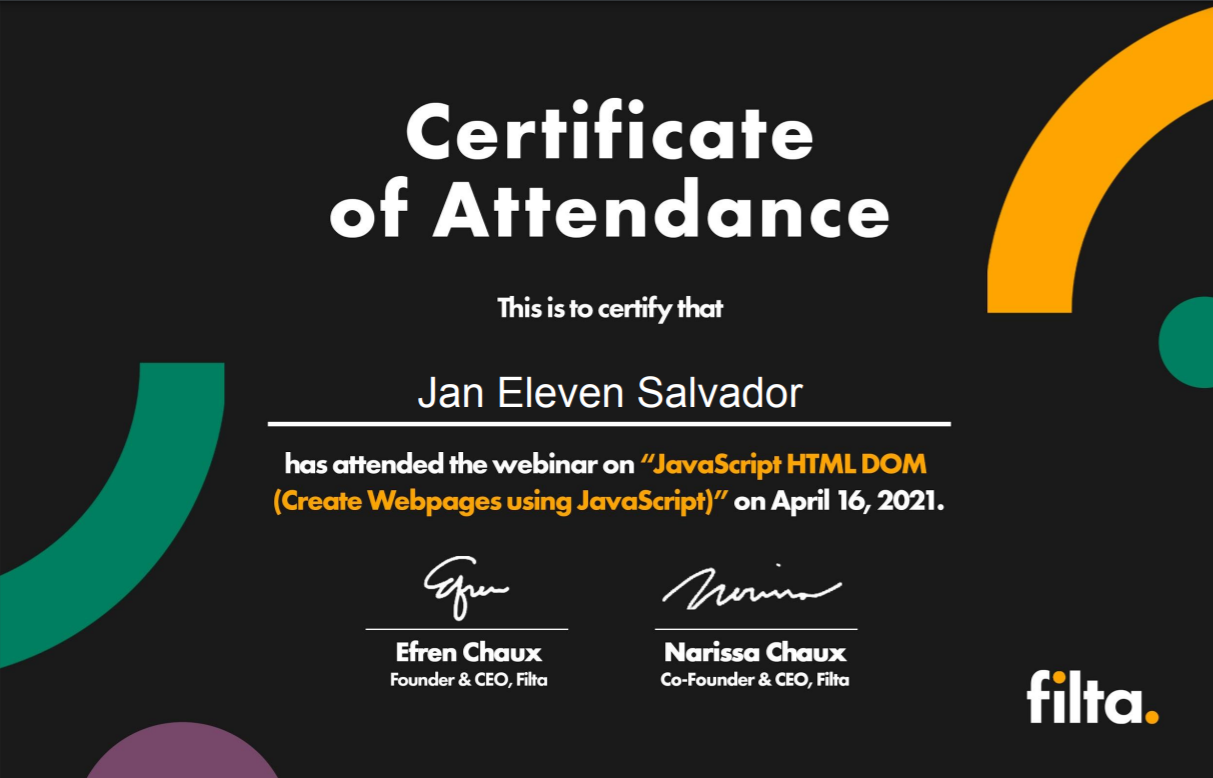 Certificate
of Attendance
This is to certify that
Jan Eleven Salvador
has attended the webinar on “JavaScript HTML DOM
(Create Webpages using JavaScript)” on April 16, 2021.
Efren Narissa
Efren Chaux Narissa Chaux
Founder & CEO, Filta Co-Founder & CEO, Filta
filta.